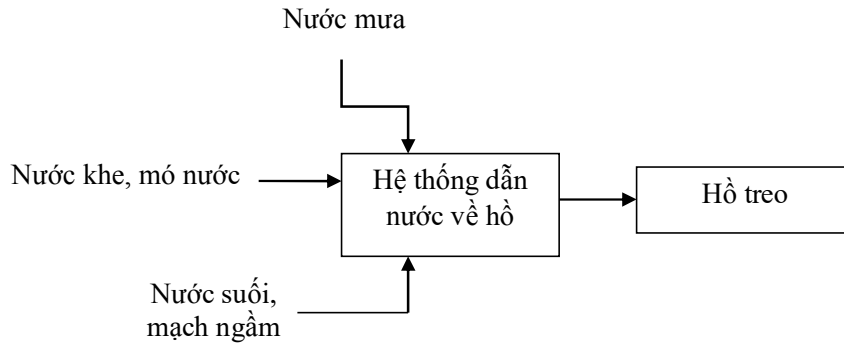 Nước mưa
Nước khe, mó nước
Hệ thống dẫn
nước về hồ
Hồ treo
Nước suối,
mạch ngầm